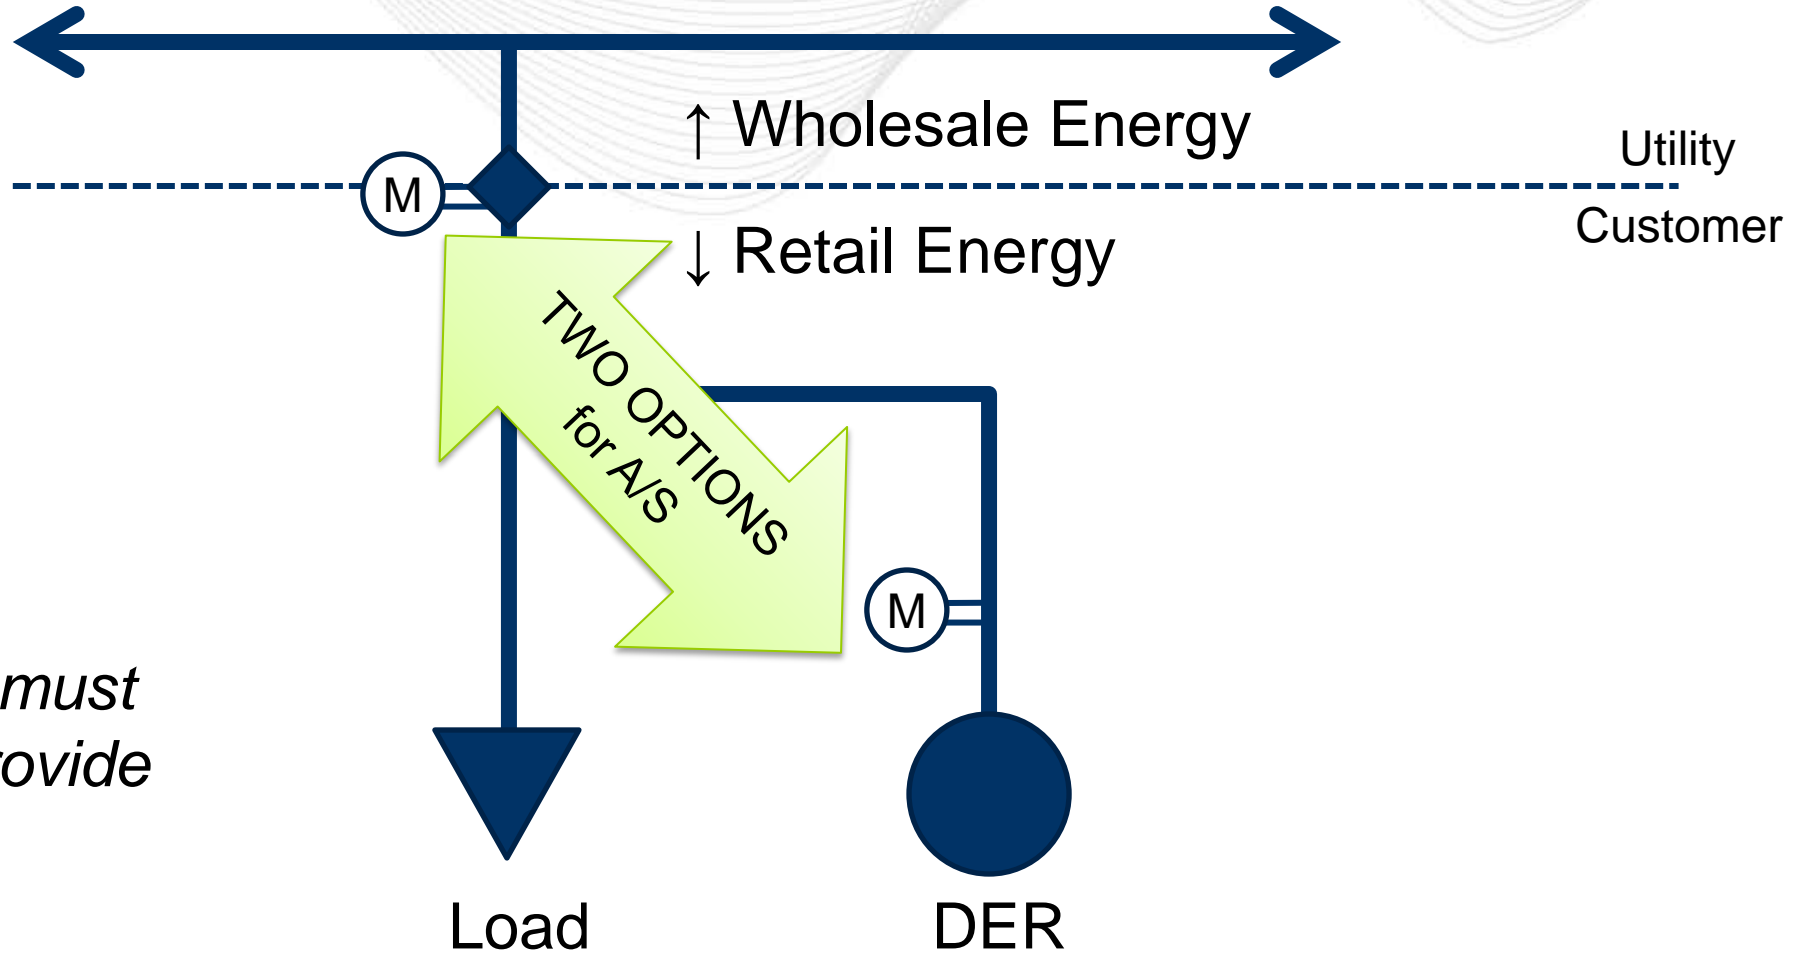 ↑ Wholesale Energy
Utility
M
Customer
↓ Retail Energy
TWO OPTIONS
for A/S
M
must
ovide
Load
DER